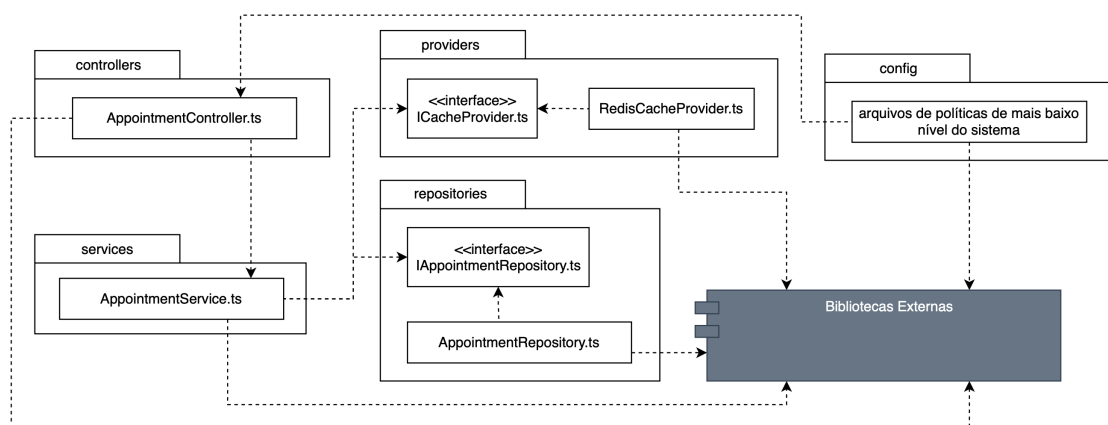 controllers
AppointmentController.ts
providers
<<interface>>
ICacheProvider.ts
RedisCacheProvider.ts
config
arquivos de políticas de mais baixo
nível do sistema
services
AppointmentService.ts
repositories
<<interface>>
IAppointmentRepository.ts
AppointmentRepository.ts
Bibliotecas Externas